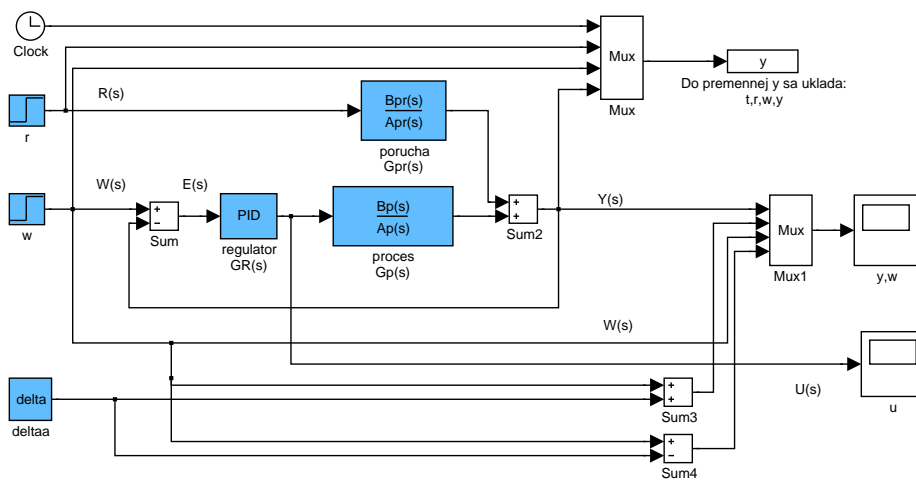 Clock
r
R(s)
Bpr(s)
Apr(s)
porucha
Gpr(s)
Mux
Mux
y
Do premennej y sa uklada:
t,r,w,y
w
W(s)
+
−
Sum
E(s)
PID
regulator
GR(s)
Bp(s)
Ap(s)
proces
Gp(s)
+
+
Sum2
Y(s)
Mux
Mux1
y,w
W(s)
U(s)
u
delta
deltaa
+
+
Sum3
+
−
Sum4